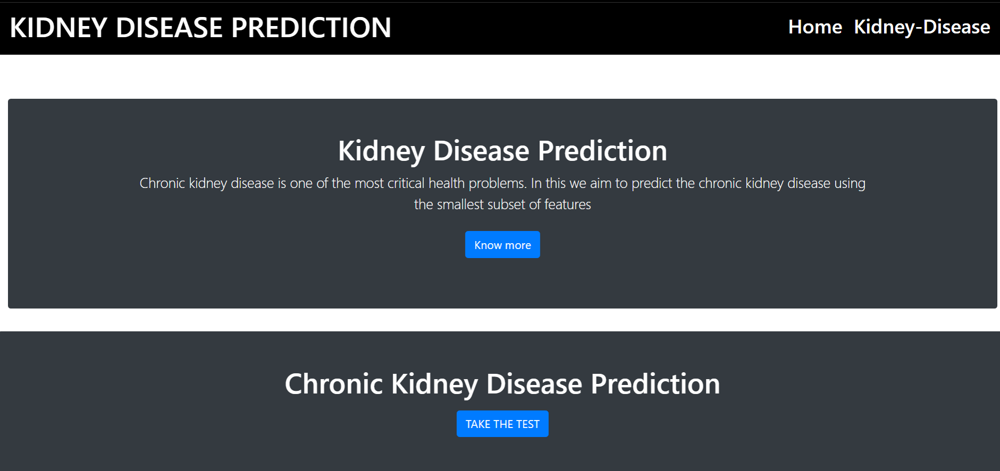 KIDNEY DISEASE PREDICTION
Home Kidney-Disease
Kidney Disease Prediction
Chronic kidney disease is one of the most critical health problems. In this we aim to predict the chronic kidney disease using
the smallest subset of features
Know more
Chronic Kidney Disease Prediction
TAKE THE TEST